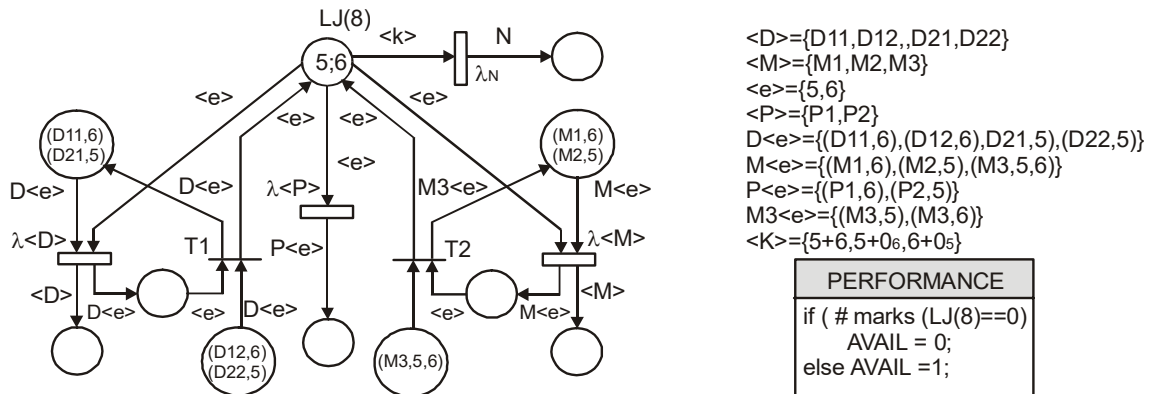 LJ(8)
<k>
N
5;6
λN
<e>
<e>
<e>
<e>
<e>
<e>
(D11,6)
(D21,5)
(M1,6)
(M2,5)
D<e>
D<e>
λ<P>
M3<e>
M<e>
λ<D>
T1
P<e>
T2
λ<M>
<D>
D<e>
<e>
D<e>
<e>
M<e>
<M>
(D12,6)
(D22,5)
(M3,5,6)
<D>={D11,D12,,D21,D22}
<M>={M1,M2,M3}
<e>={5,6}
<P>={P1,P2}
D<e>={(D11,6),(D12,6),D21,5),(D22,5)}
M<e>={(M1,6),(M2,5),(M3,5,6)}
P<e>={(P1,6),(P2,5)}
M3<e>={(M3,5),(M3,6)}
<K>={5+6,5+06,6+05}
PERFORMANCE
if ( # marks (LJ(8)==0)
AVAIL = 0;
else AVAIL =1;